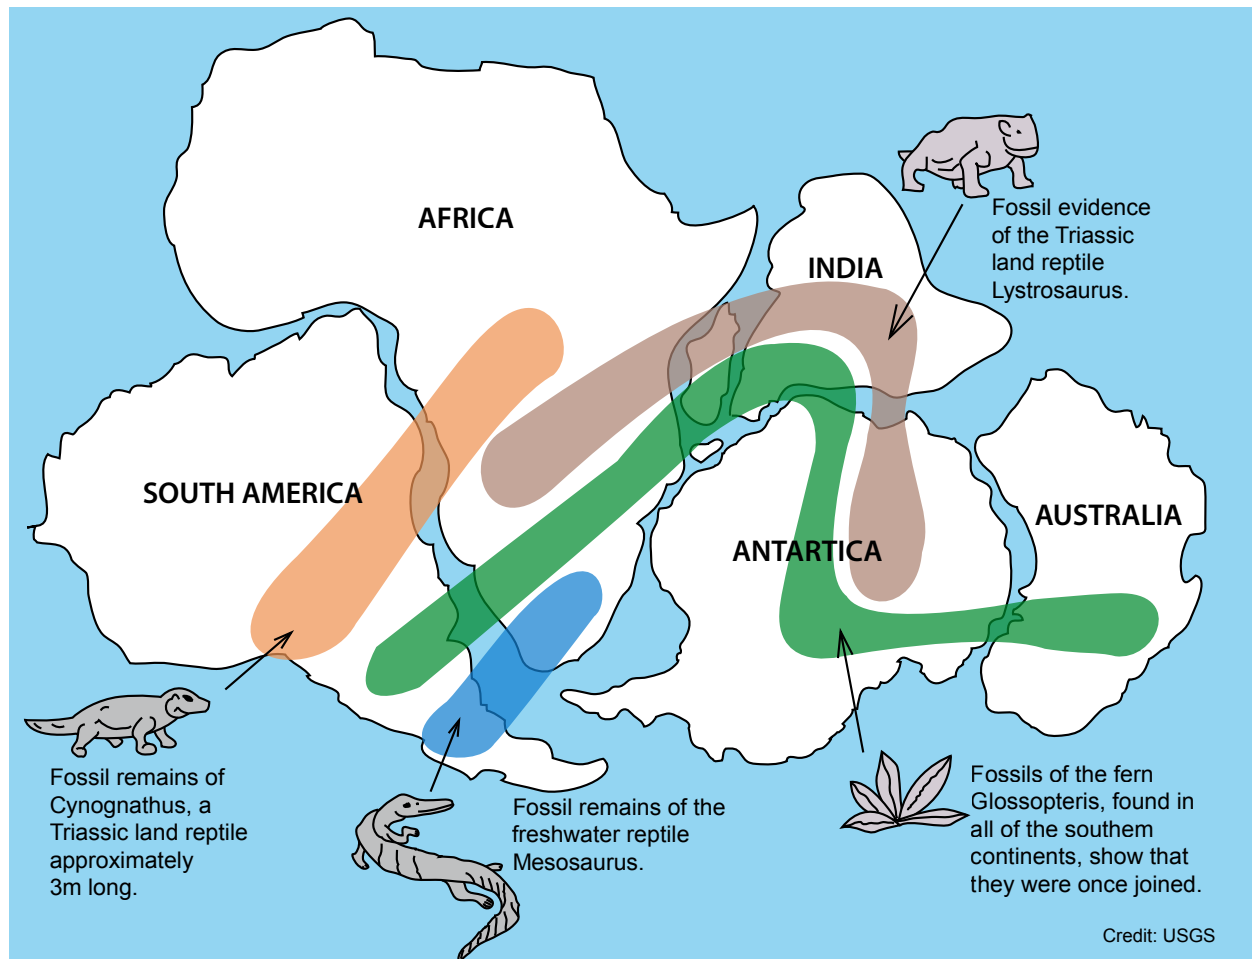 AFRICA
Fossil evidence
of the Triassic
land reptile
Lystrosaurus.
INDIA
SOUTH AMERICA
ANTARTICA
AUSTRALIA
Fossil remains of
Cynognathus, a
Triassic land reptile
approximately
3m long.
Fossil remains of the
freshwater reptile
Mesosaurus.
Fossils of the fern
Glossopteris, found in
all of the southem
continents, show that
they were once joined.
Credit: USGS